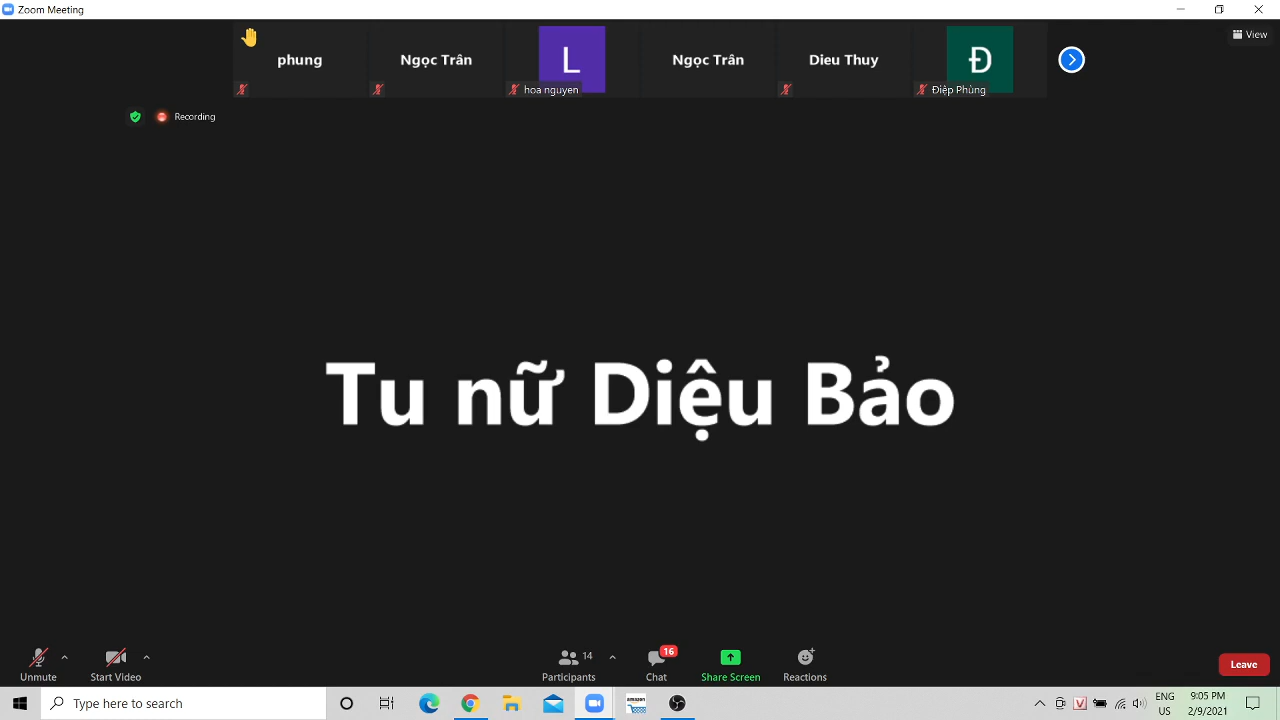 Zoom Meeting
View
phung
Ngọc Trân
L
hoa nguyen
Ngọc Trân
Dieu Thuy
Đ
Điệp Phùng
Recording
Tu nữ Diệu Bảo
Unmute
Start Video
14
Participants
16
Chat
Share Screen
Reactions
Leave
Type here to search
amazon
V
ENG
US
9:05 PM
2/9/2021